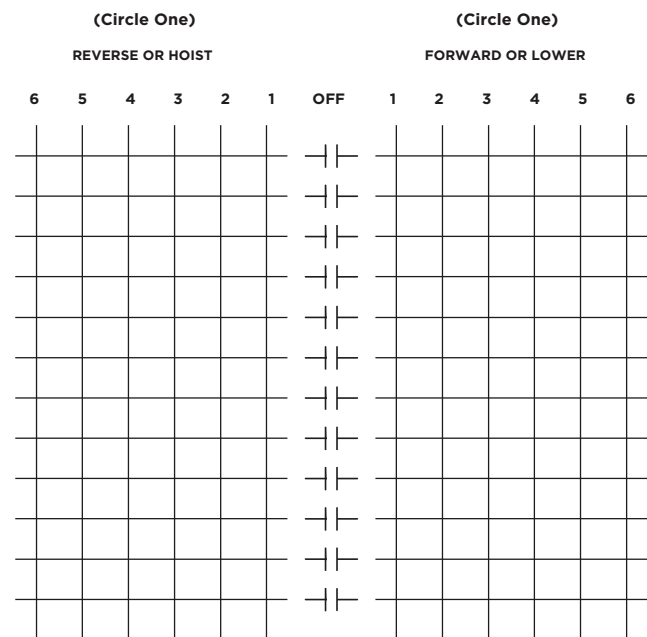 (Circle One) (Circle One)
REVERSE OR HOIST FORWARD OR LOWER
6 5 4 3 2 1 OFF 1 2 3 4 5 6